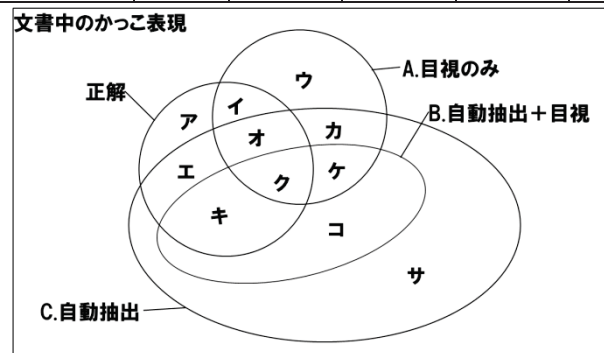 文書中のかっこ表現
A.目視のみ
正解
B.自動抽出+目視
ウ
イ
ア
オ
カ
エ
ク
ケ
キ
コ
サ
C.自動抽出